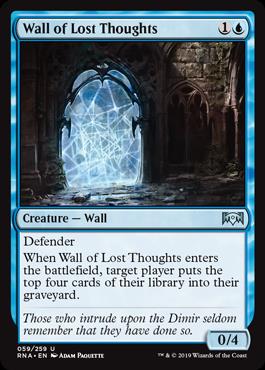 Wall of Lost Thoughts 1
Creature — Wall
Defender
When Wall of Lost Thoughts enters
the battlefield, target player puts the
top four cards of their library into their
graveyard.
Those who intrude upon the Dimir seldom
remember that they have done so.
0/4
059/259 U
RNA • EN Adam Paquette
™ & © 2019 Wizards of the Coast